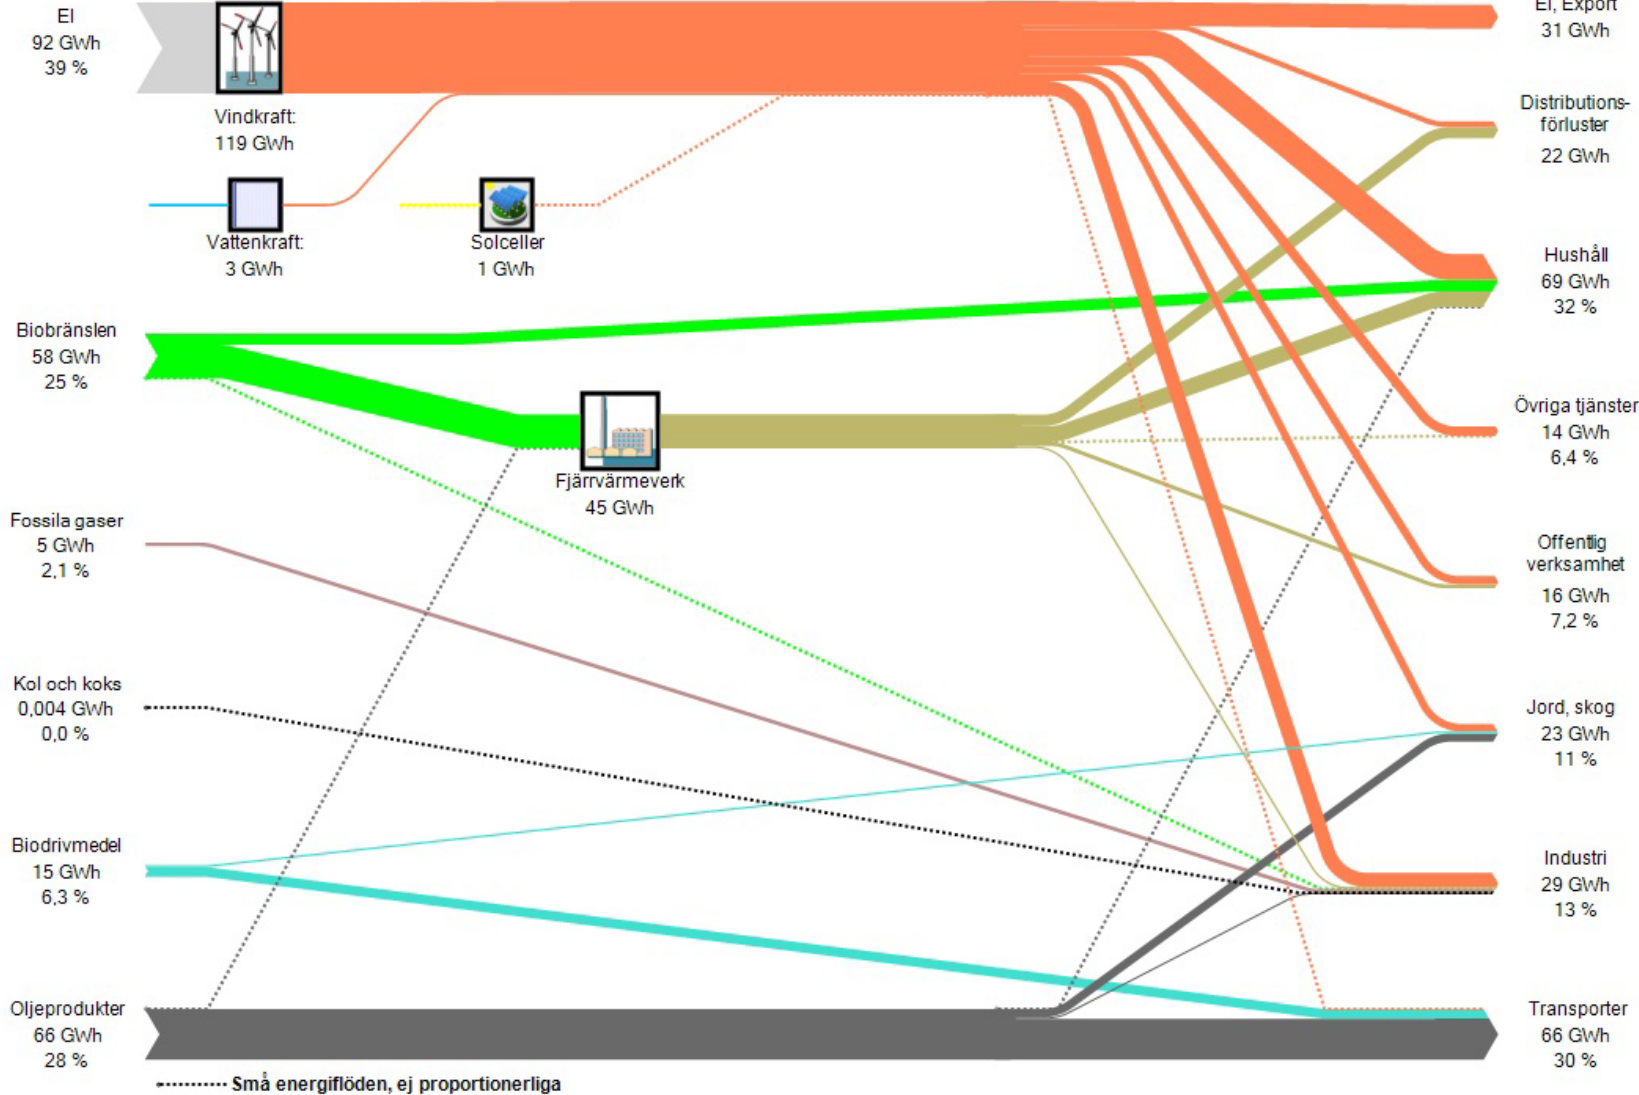 El
92 GWh
39 %
Vindkraft:
119 GWh
Vattenkraft:
3 GWh
Solceller
1 GWh
Biobränslen
58 GWh
25 %
Fjärrvärmeverk
45 GWh
Fossila gaser
5 GWh
2,1 %
Kol och koks
0,004 GWh
0,0 %
Biodrivmedel
15 GWh
6,3 %
Oljeprodukter
66 GWh
28 %
Små energiflöden, ej proportionerliga
El, Export
31 GWh
Distributions-
förluster
22 GWh
Hushåll
69 GWh
32 %
Övriga tjänster
14 GWh
6,4 %
Offentlig
verksamhet
16 GWh
7,2 %
Jord, skog
23 GWh
11 %
Industri
29 GWh
13 %
Transporter
66 GWh
30 %